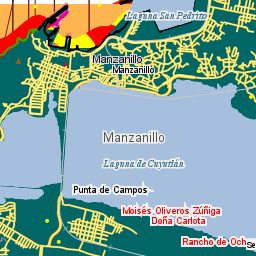 Laguna San Pedrito
Manzanillo
Manzanillo
Manzanillo
Laguna de Cuyutlán
Punta de Campos
Moisés Oliveros Zúñiga
Doña Carlota
Rancho de Och
Se